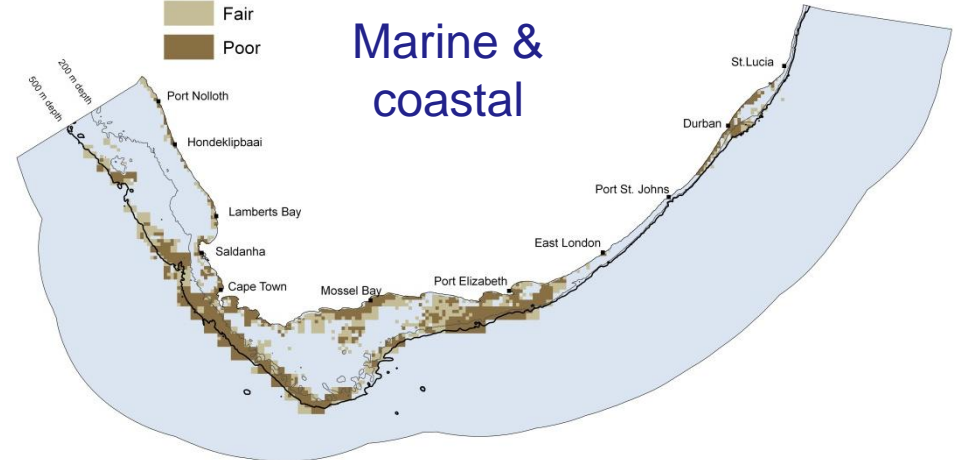 Fair
Poor
Marine &
coastal
200 m depth
500 m depth
Port Nolloth
Hondeklipbaai
Lamberts Bay
Saldanha
Cape Town
Mossel Bay
Port Elizabeth
East London
Port St. Johns
Durban
St.Lucia